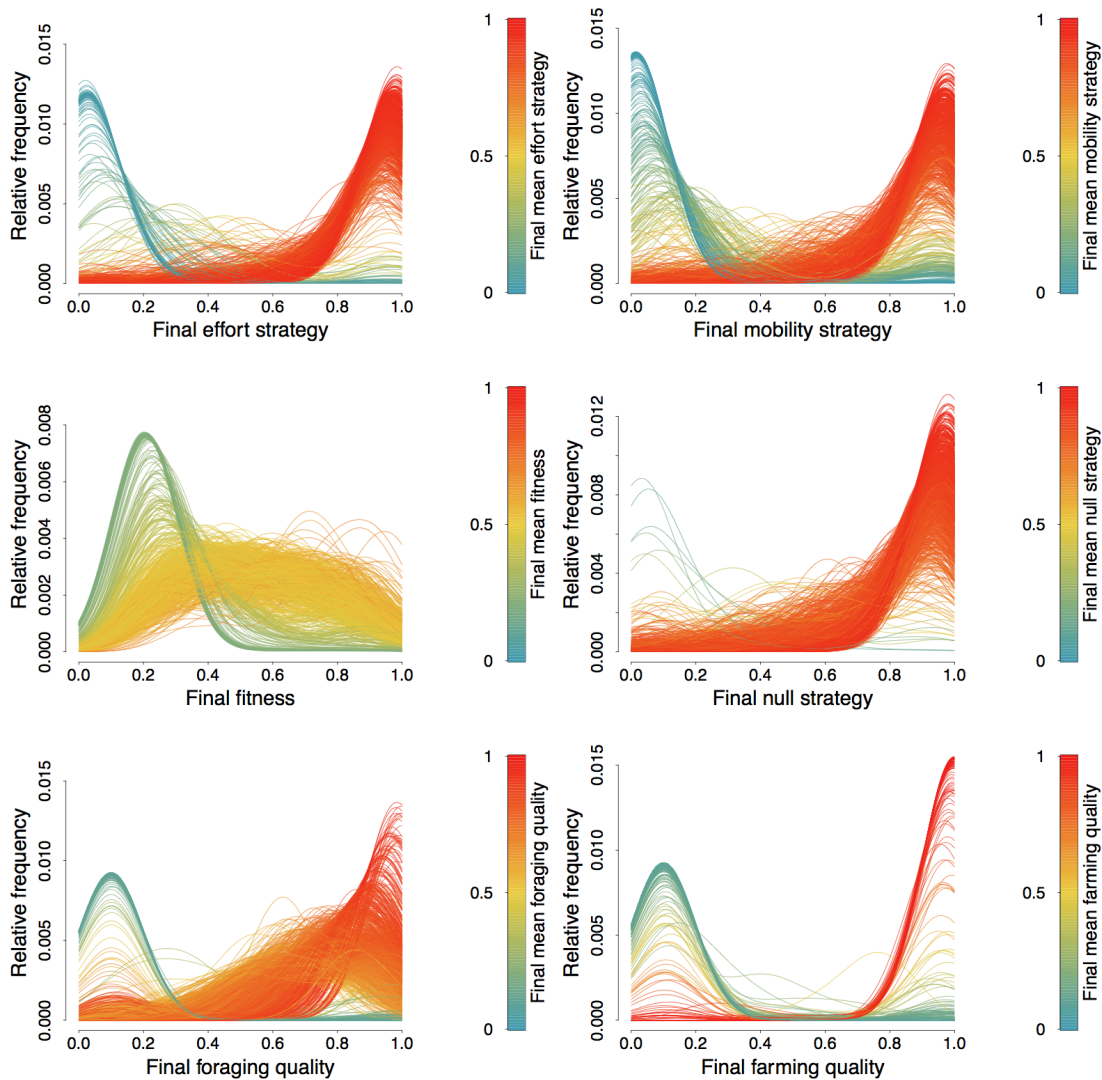 0.000 0.005 0.010 0.015
Relative frequency
0.0 0.2 0.4 0.6 0.8 1.0
Final effort strategy
1
0.5
0
Final mean effort strategy
0.000 0.005 0.010 0.015
Relative frequency
0.0 0.2 0.4 0.6 0.8 1.0
Final mobility strategy
1
0.5
0
Final mean mobility strategy
0.000 0.002 0.004 0.006 0.008
Relative frequency
0.0 0.2 0.4 0.6 0.8 1.0
Final fitness
1
0.5
0
Final mean fitness
0.000 0.004 0.008 0.012
Relative frequency
0.0 0.2 0.4 0.6 0.8 1.0
Final null strategy
1
0.5
0
Final mean null strategy
0.000 0.005 0.010 0.015
Relative frequency
0.0 0.2 0.4 0.6 0.8 1.0
Final foraging quality
1
0.5
0
Final mean foraging quality
0.000 0.005 0.010 0.015
Relative frequency
0.0 0.2 0.4 0.6 0.8 1.0
Final farming quality
1
0.5
0
Final mean farming quality